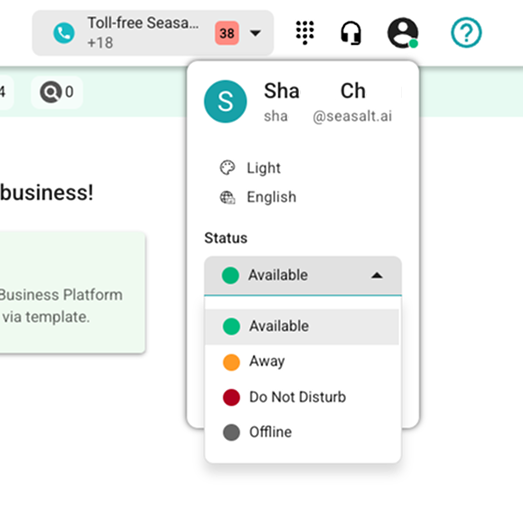 Toll-free Seasa...
+18
38
4
0
S
Sha Ch
sha @seasalt.ai
Light
English
business!
Status
Available
Business Platform
via template.
Available
Away
Do Not Disturb
Offline